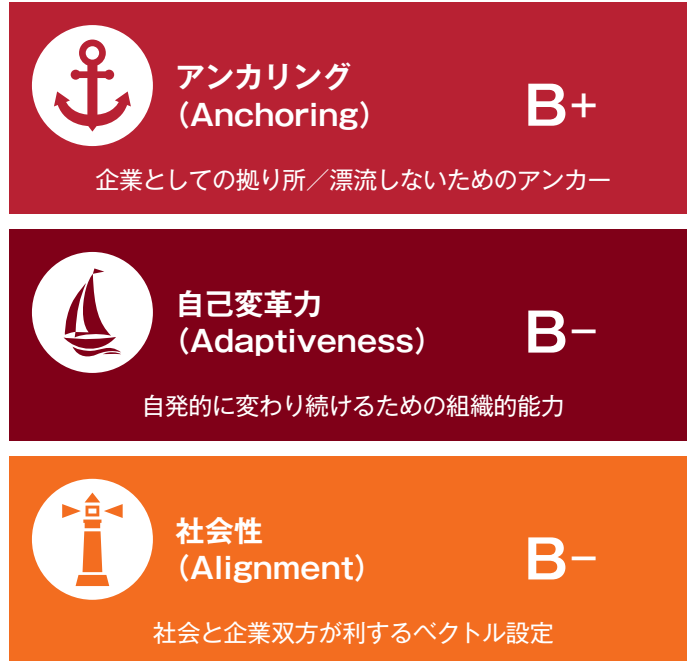 アンカリング
（Anchoring）
B+
企業としての拠り所／漂流しないためのアンカー
自己変革力
（Adaptiveness）
B−
自発的に変わり続けるための組織的能力
社会性
（Alignment）
B−
社会と企業双方が利するベクトル設定